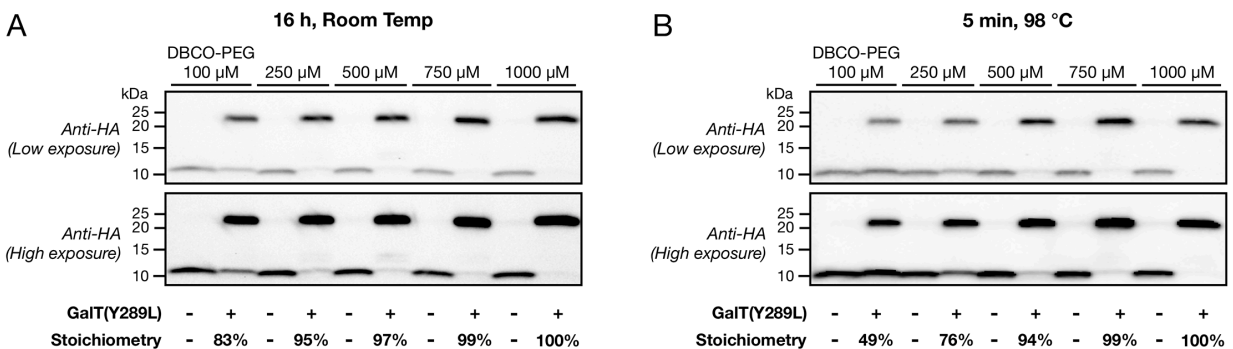 A
16 h, Room Temp
DBCO-PEG
100 µM 250 µM 500 µM 750 µM 1000 µM
kDa
25
20
15
10
Anti-HA
(Low exposure)
25
20
15
10
Anti-HA
(High exposure)
GalT(Y289L) - + - + - + - + - +
Stoichiometry - 83% - 95% - 97% - 99% - 100%
B
5 min, 98 °C
DBCO-PEG
100 µM 250 µM 500 µM 750 µM 1000 µM
kDa
25
20
15
10
Anti-HA
(Low exposure)
25
20
15
10
Anti-HA
(High exposure)
GalT(Y289L) - + - + - + - + - +
Stoichiometry - 49% - 76% - 94% - 99% - 100%